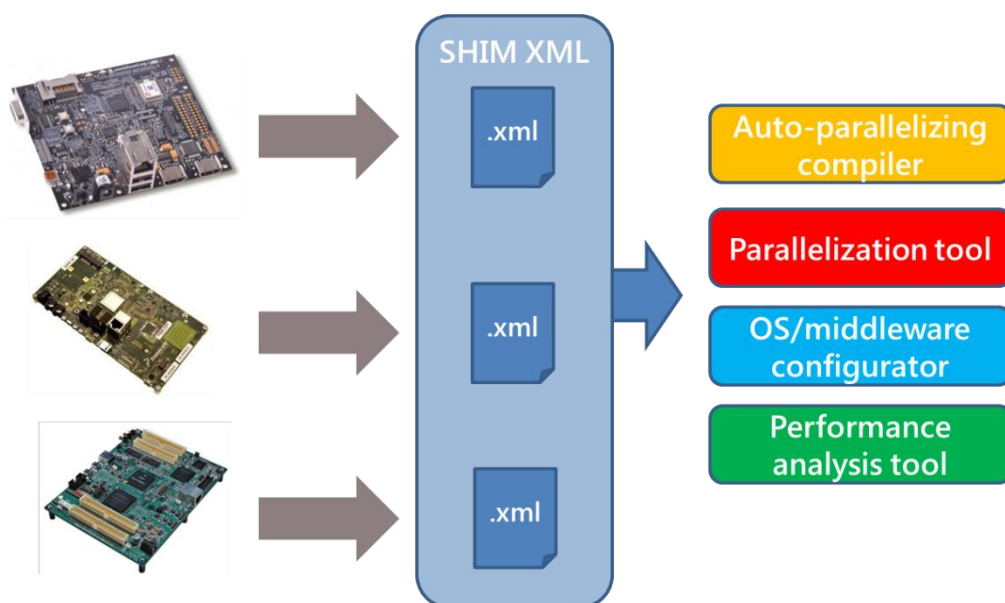 SHIM XML
.xml
.xml
.xml
Auto-parallelizing
compiler
Parallelization tool
OS/middleware
configurator
Performance
analysis tool